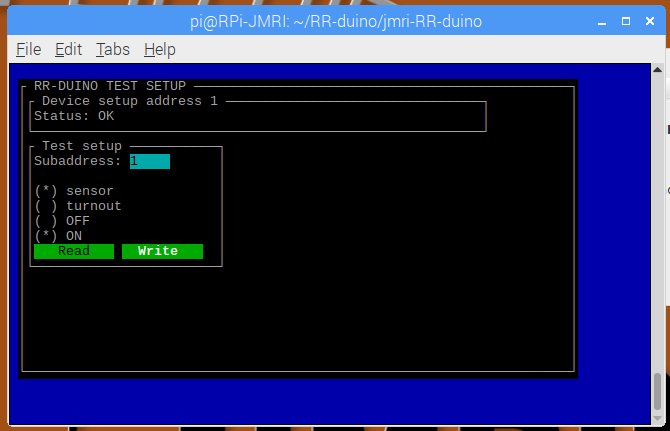 pi@RPi-JMRI: ~/RR-duino/jmri-RR-duino
File Edit Tabs Help
RR-DUINO TEST SETUP
Device setup address 1
Status: OK
Test setup
Subaddress: 1
(*) sensor
( ) turnout
( ) OFF
(*) ON
Read Write